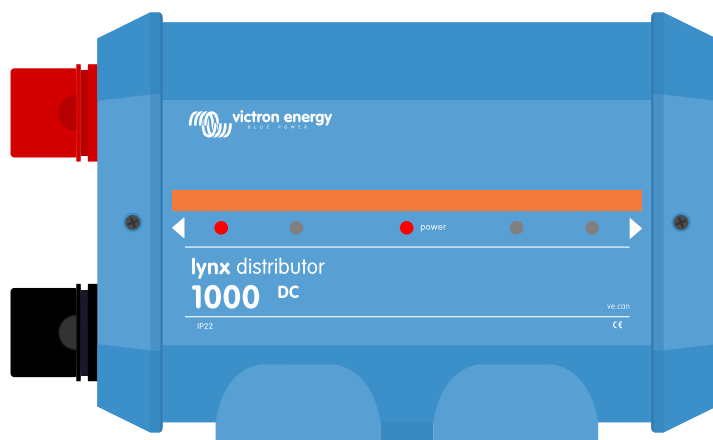 victron energy
BLUE POWER
power
lynx distributor
1000 DC
ve.can
IP22
CE